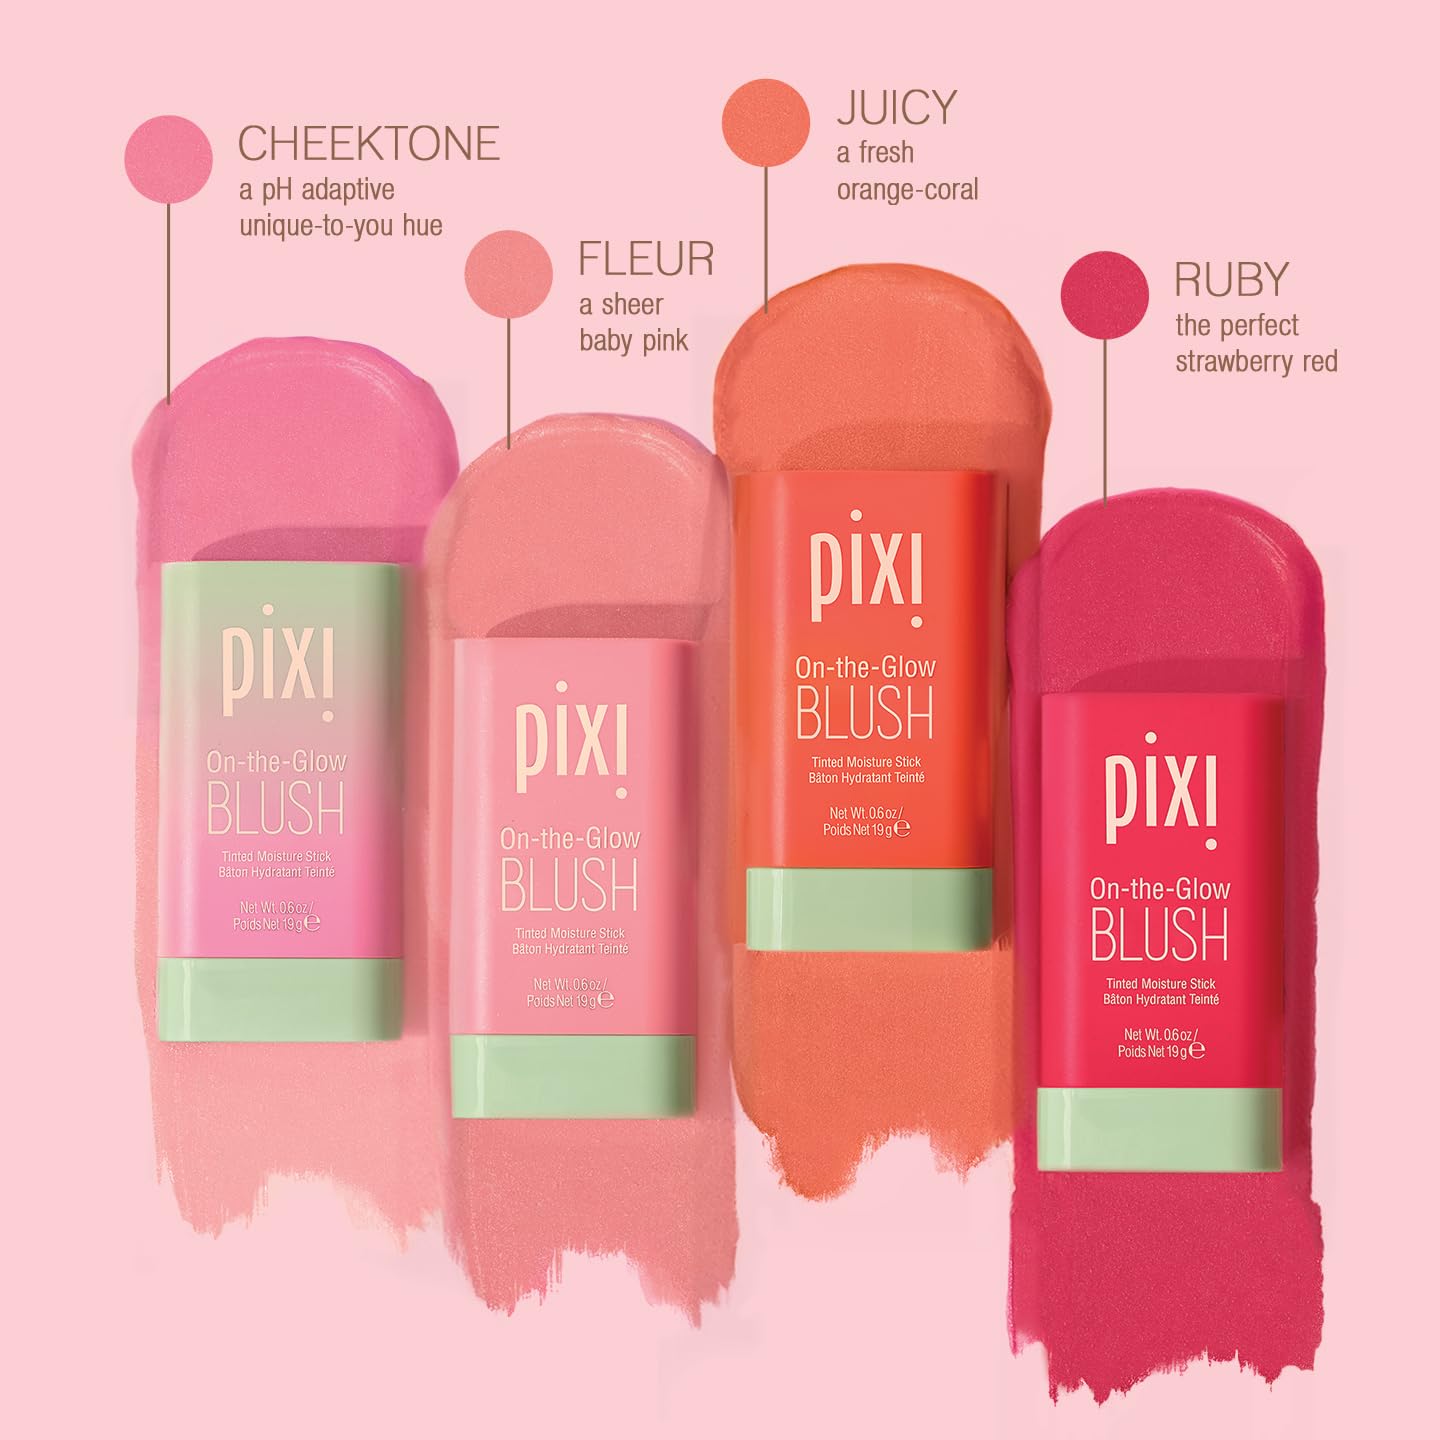 CHEEKTONE
a pH adaptive
unique-to-you hue
FLEUR
a sheer
baby pink
JUICY
a fresh
orange-coral
RUBY
the perfect
strawberry red
pixi
On-the-Glow
BLUSH
Tinted Moisture Stick
Bâton Hydratant Teinté
Net Wt. 0.6 oz /
Poids Net 19 g ℮
pixi
On-the-Glow
BLUSH
Tinted Moisture Stick
Bâton Hydratant Teinté
Net Wt. 0.6 oz /
Poids Net 19 g ℮
pixi
On-the-Glow
BLUSH
Tinted Moisture Stick
Bâton Hydratant Teinté
Net Wt. 0.6 oz /
Poids Net 19 g ℮
pixi
On-the-Glow
BLUSH
Tinted Moisture Stick
Bâton Hydratant Teinté
Net Wt. 0.6 oz /
Poids Net 19 g ℮